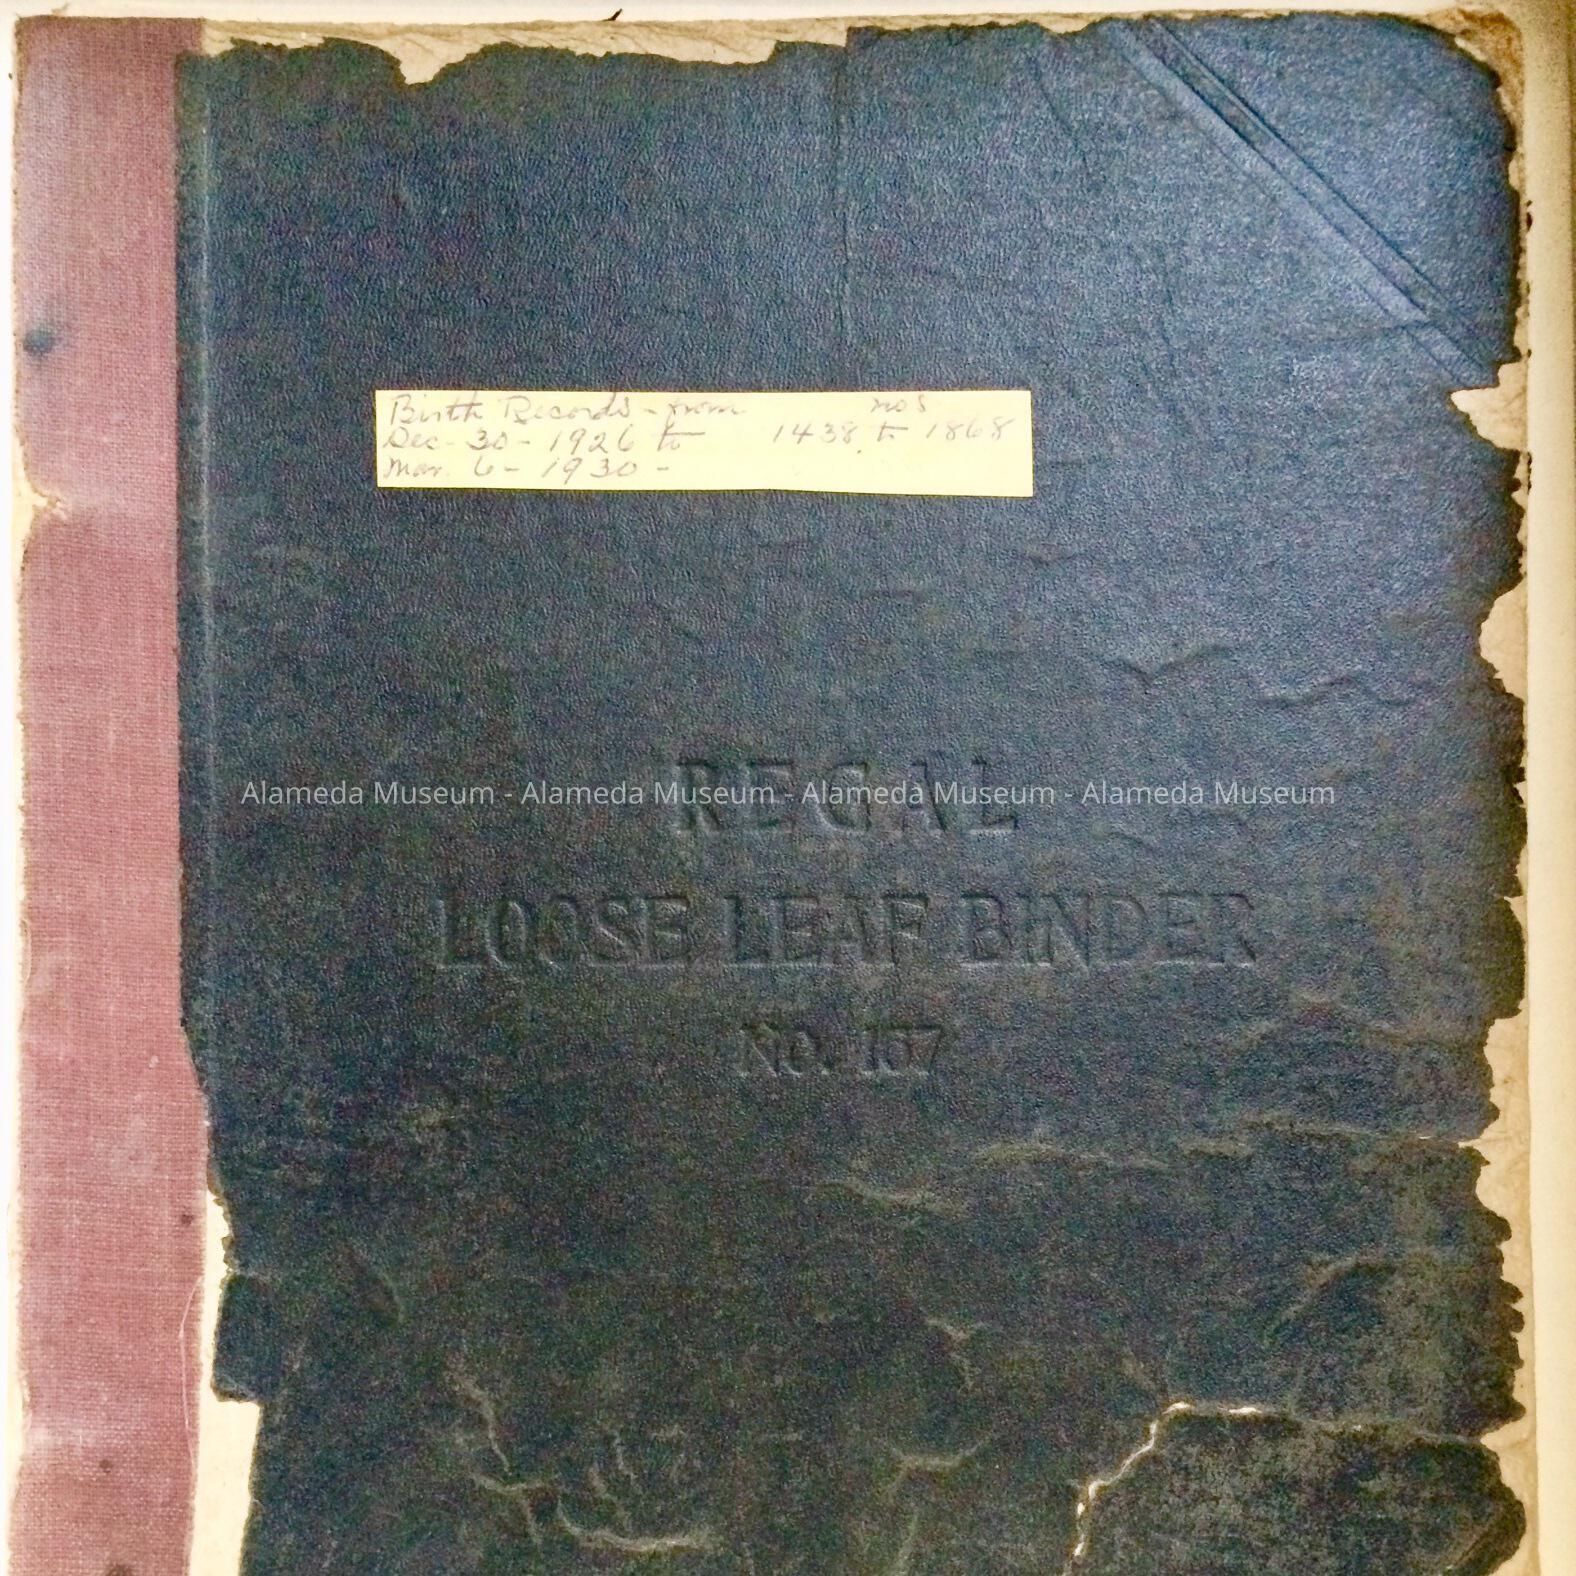 Birth Records - from nos
Dec - 30 - 1926 to 1438 to 1868
Mar. 6 - 1930 -
REGAL
Alameda Museum - Alameda Museum - Alameda Museum - Alameda Museum
LOOSE LEAF BINDER
NO. 137